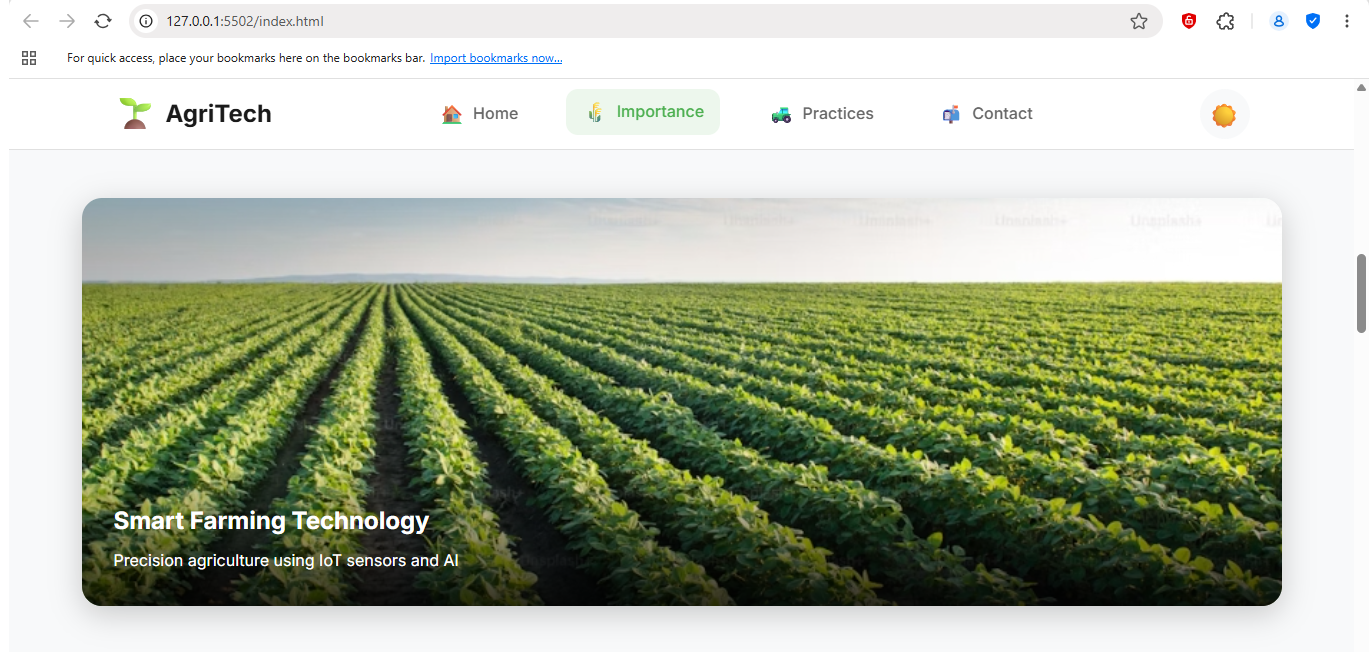 127.0.0.1:5502/index.html
For quick access, place your bookmarks here on the bookmarks bar. Import bookmarks now...
AgriTech
Home
Importance
Practices
Contact
Unsplash+ Unsplash+ Unsplash+ Unsplash+ Unsplash+
Smart Farming Technology
Precision agriculture using IoT sensors and AI